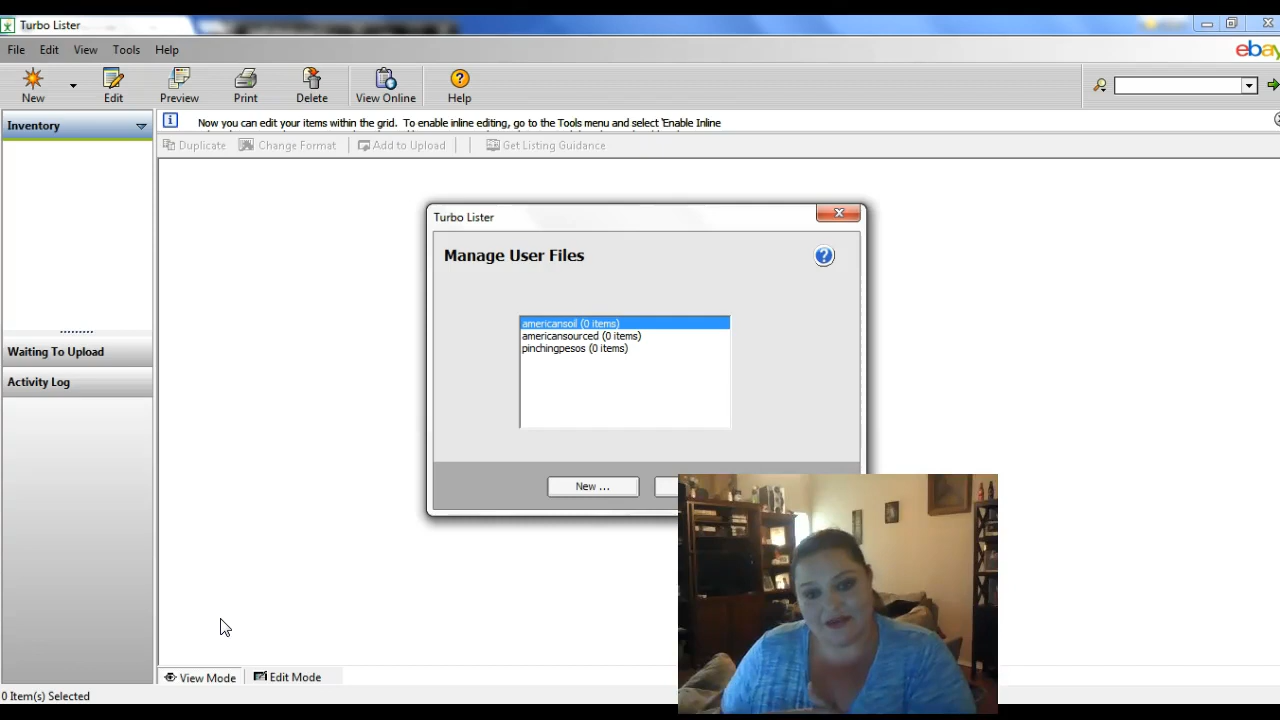 Turbo Lister
File Edit View Tools Help
ebay
New Edit Preview Print Delete View Online Help
Inventory
Now you can edit your items within the grid. To enable inline editing, go to the Tools menu and select 'Enable Inline
Duplicate Change Format Add to Upload Get Listing Guidance
Turbo Lister
Manage User Files
americansoil (0 items)
americansourced (0 items)
pinchingpesos (0 items)
Waiting To Upload
Activity Log
New ...
View Mode Edit Mode
0 Item(s) Selected